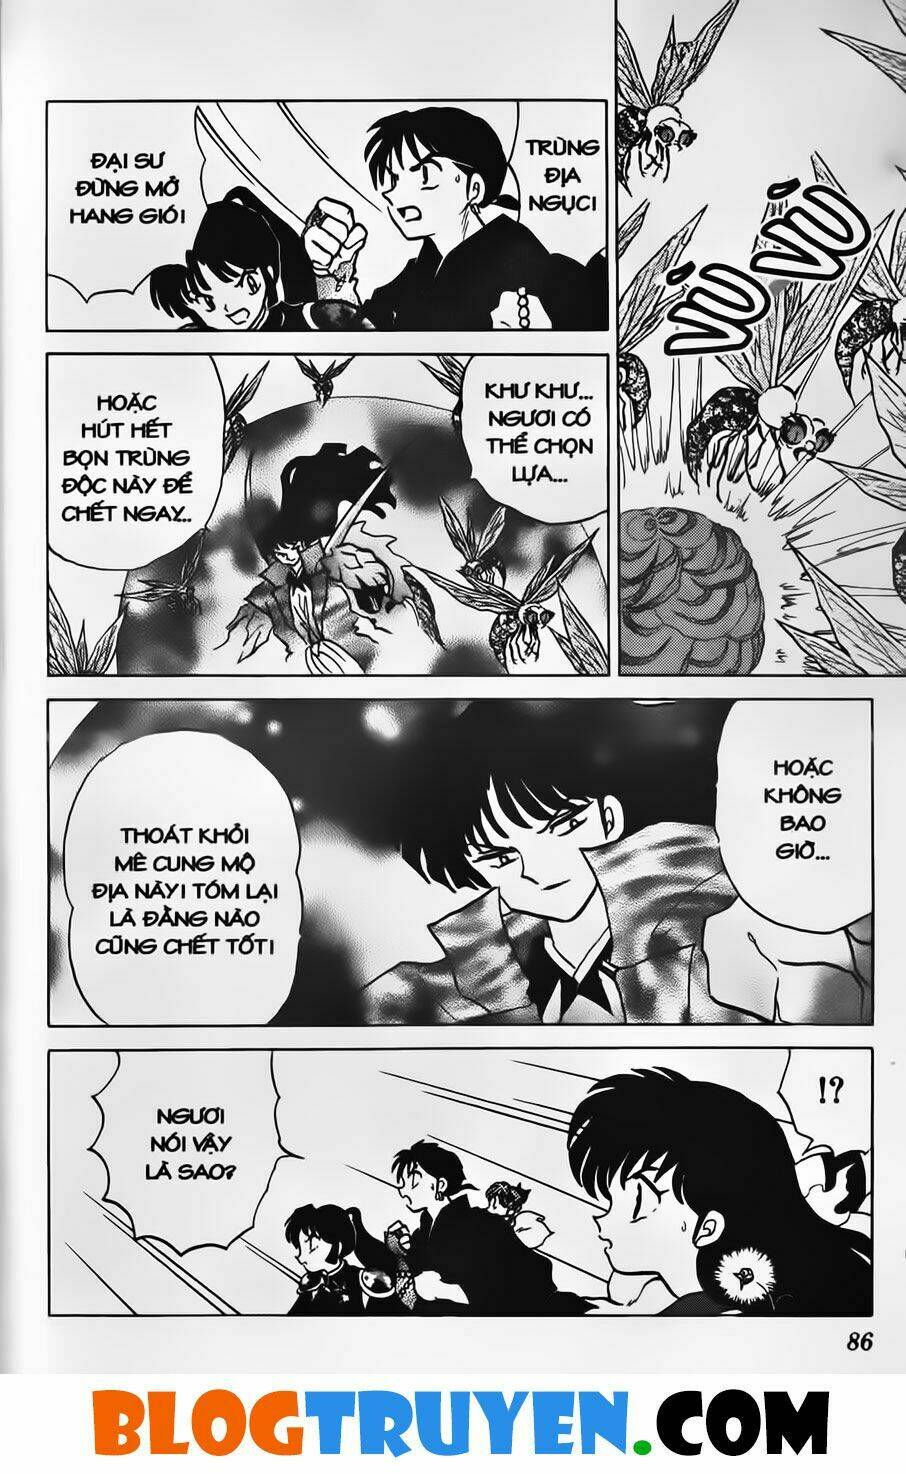 VÙ VÙ
TRÙNG
ĐỊA
NGỤC!
ĐẠI SƯ
ĐỪNG MỞ
HANG GIÓ!
KHƯ KHƯ...
NGƯƠI CÓ
THỂ CHỌN
LỰA...
HOẶC
HÚT HẾT
BỌN TRÙNG
ĐỘC NÀY ĐỂ
CHẾT NGAY...
HOẶC
KHÔNG
BAO
GIỜ...
THOÁT KHỎI
MÊ CUNG MỘ
ĐỊA NÀY! TÓM LẠI
LÀ ĐẰNG NÀO
CŨNG CHẾT TỐT!
!?
NGƯƠI
NÓI VẬY
LÀ SAO?
86
BLOGTRUYEN.COM